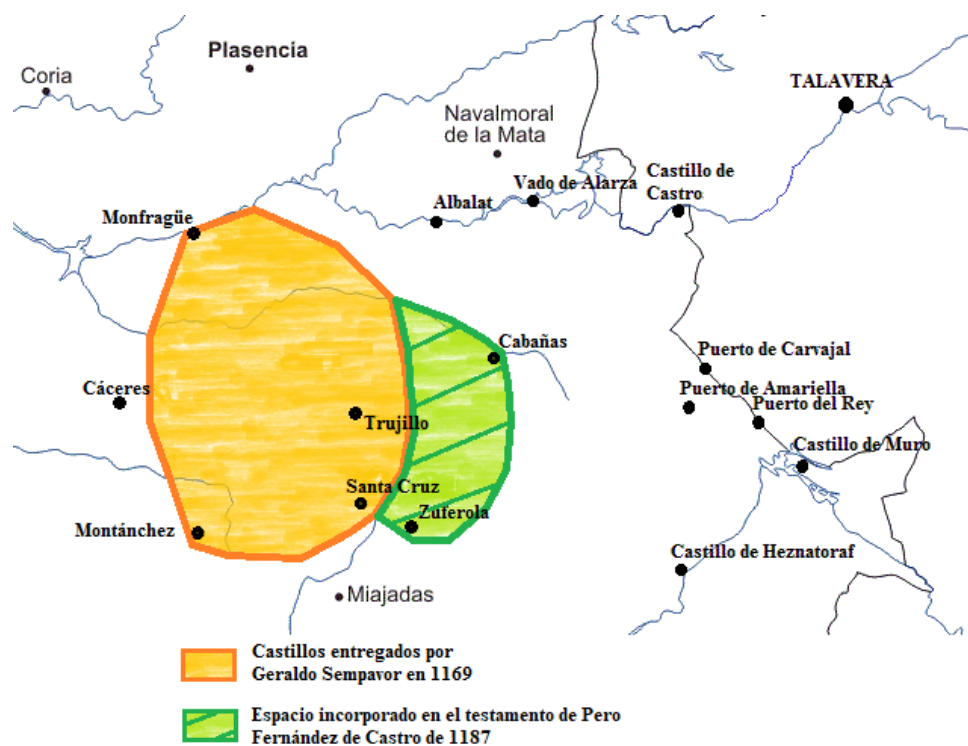 Plasencia
Coria
TALAVERA
Navalmoral
de la Mata
Castillo de
Castro
Vado de Alarza
Albalat
Monfragüe
Cabañas
Puerto de Carvajal
Cáceres
Puerto de Amariella
Puerto del Rey
Trujillo
Castillo de Muro
Santa Cruz
Zuferola
Montánchez
Castillo de Heznatoraf
Miajadas
Castillos entregados por
Geraldo Sempavor en 1169
Espacio incorporado en el testamento de Pero
Fernández de Castro de 1187